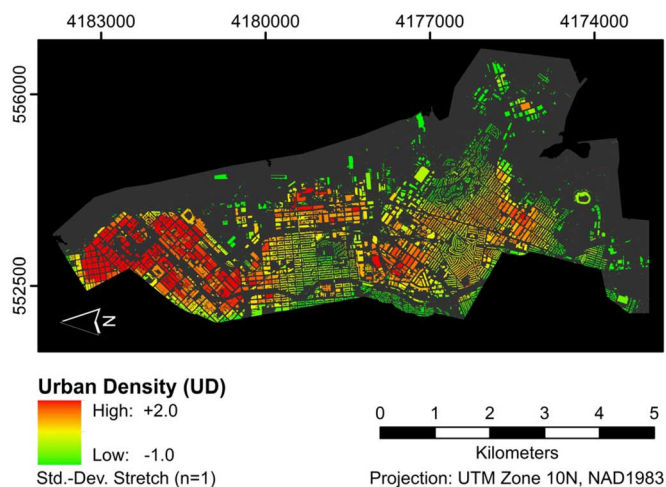 4183000 4180000 4177000 4174000
556000
552500
N
Urban Density (UD)
High: +2.0
Low: -1.0
Std.-Dev. Stretch (n=1)
0 1 2 3 4 5
Kilometers
Projection: UTM Zone 10N, NAD1983